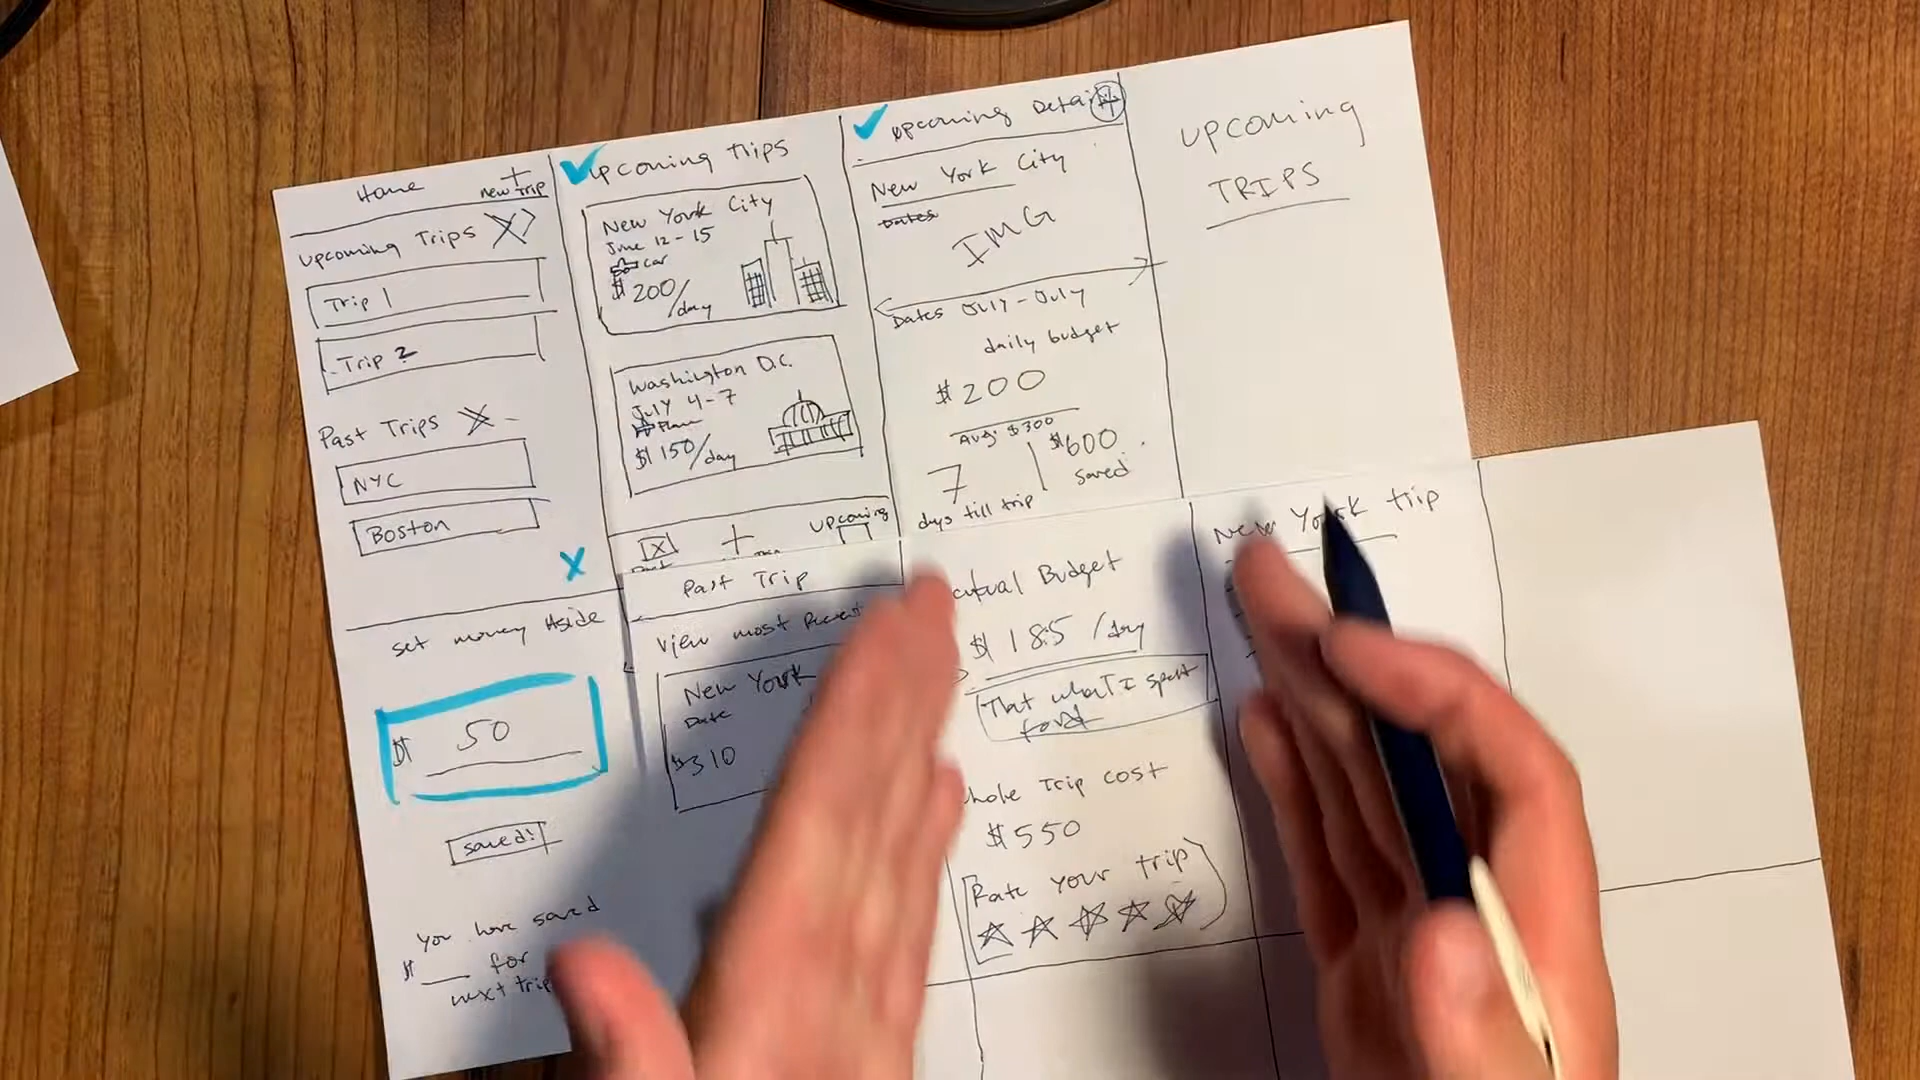 Home
+
new trip
Upcoming Trips
Trip 1
Trip 2
Past Trips
NYC
Boston
X
Upcoming Trips
New York City
June 12-15
car
$ 200/day
Washington D.C.
July 4-7
Plane
$ 150/day
X
+
upcoming
Upcoming Detail
+
New York City
Dates
IMG
Dates July - July
daily budget
$ 200
Avg: $300
7
days till trip
$600
saved
Upcoming
TRIPS
Set money Aside
$ 50
saved!
You have saved
$ ___ for
next trip
Past Trip
View most
New York
Date
$310
Budget
$ 185 /day
That what I spent
Trip cost
$550
Rate your trip
New York trip